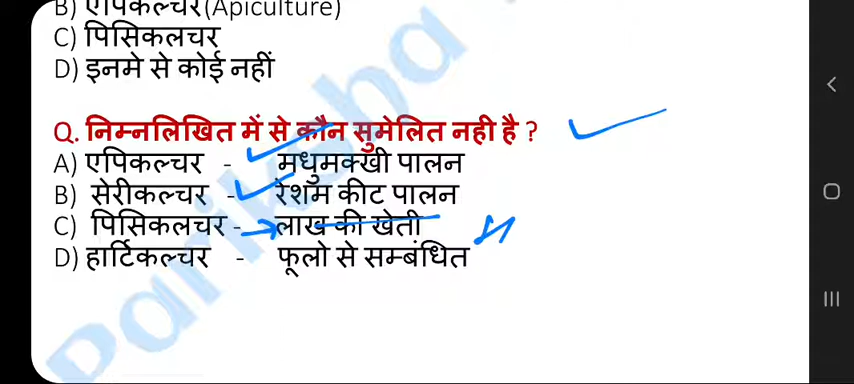 B) एपिकल्चर(Apiculture)
C) पिसिकलचर
D) इनमे से कोई नहीं
Q. निम्नलिखित में से कौन सुमेलित नही है ?
A) एपिकल्चर - मधुमक्खी पालन
B) सेरीकल्चर - रेशम कीट पालन
C) पिसिकलचर - लाख की खेती
D) हार्टिकल्चर - फूलो से सम्बंधित
Pariksha